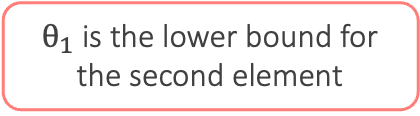 θ₁ is the lower bound for
the second element